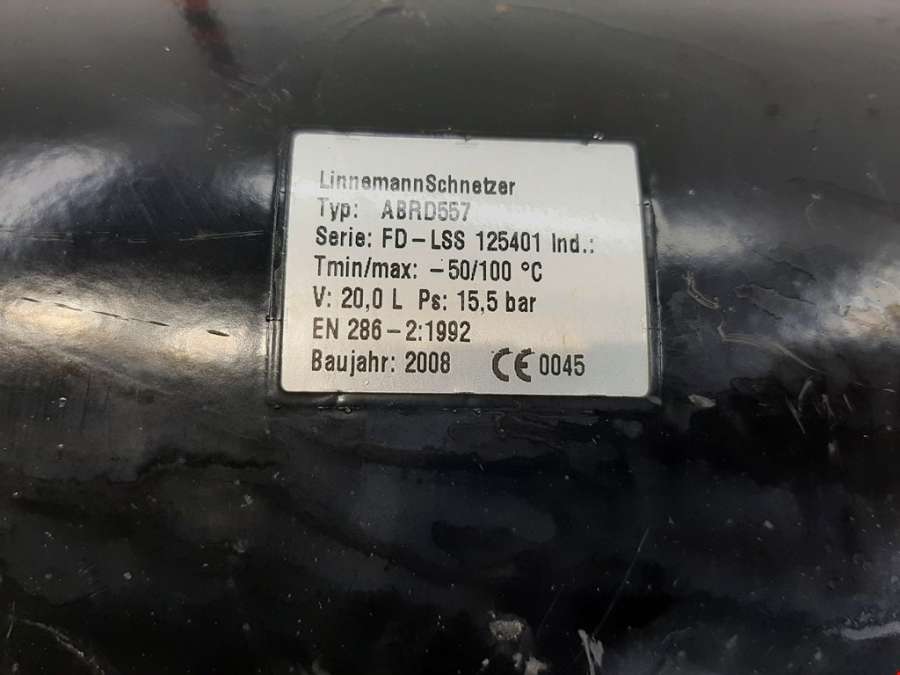 LinnemannSchnetzer
Typ: ABRD557
Serie: FD-LSS 125401 Ind.:
Tmin/max: -50/100 °C
V: 20,0 L Ps: 15,5 bar
EN 286-2:1992
Baujahr: 2008 CE 0045